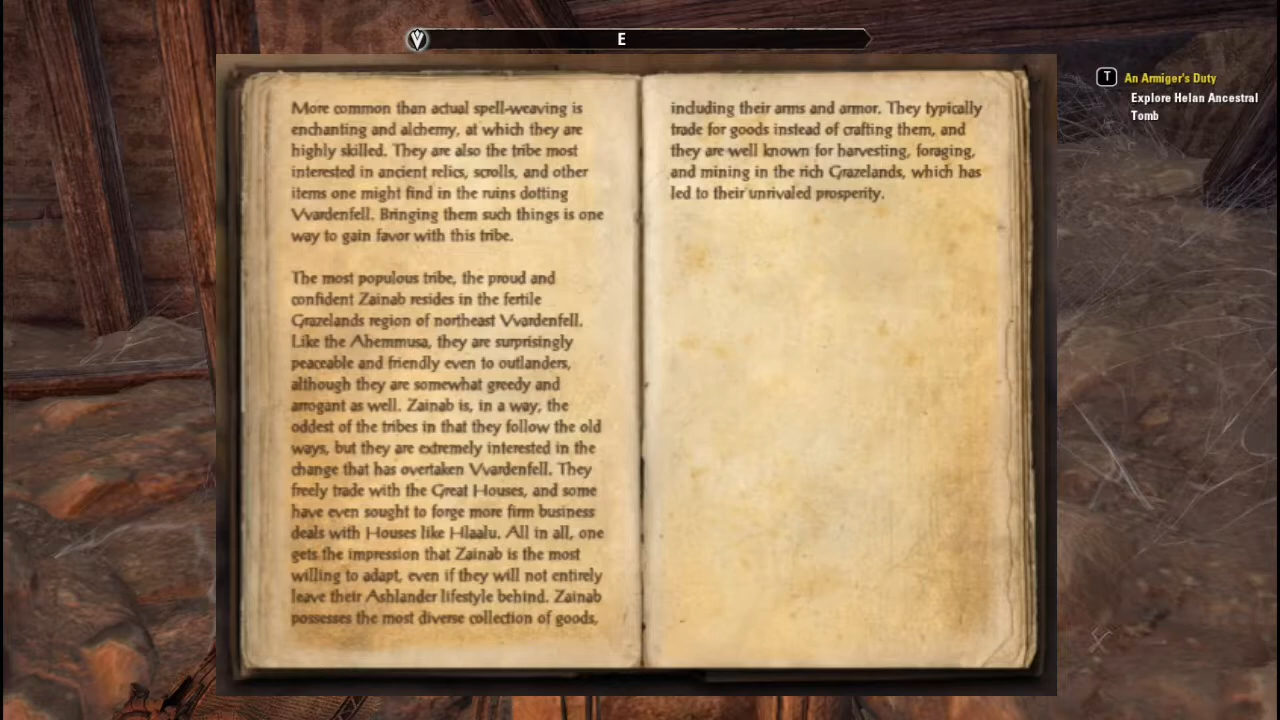 E
T An Armiger's Duty
Explore Helan Ancestral
Tomb
More common than actual spell-weaving is
enchanting and alchemy, at which they are
highly skilled. They are also the tribe most
interested in ancient relics, scrolls, and other
items one might find in the ruins dotting
Vvardenfell. Bringing them such things is one
way to gain favor with this tribe.
The most populous tribe, the proud and
confident Zainab resides in the fertile
Grazelands region of northeast Vvardenfell.
Like the Ahemmusa, they are surprisingly
peaceable and friendly even to outlanders,
although they are somewhat greedy and
arrogant as well. Zainab is, in a way, the
oddest of the tribes in that they follow the old
ways, but they are extremely interested in the
change that has overtaken Vvardenfell. They
freely trade with the Great Houses, and some
have even sought to forge more firm business
deals with Houses like Hlaalu. All in all, one
gets the impression that Zainab is the most
willing to adapt, even if they will not entirely
leave their Ashlander lifestyle behind. Zainab
possesses the most diverse collection of goods,
including their arms and armor. They typically
trade for goods instead of crafting them, and
they are well known for harvesting, foraging,
and mining in the rich Grazelands, which has
led to their unrivaled prosperity.